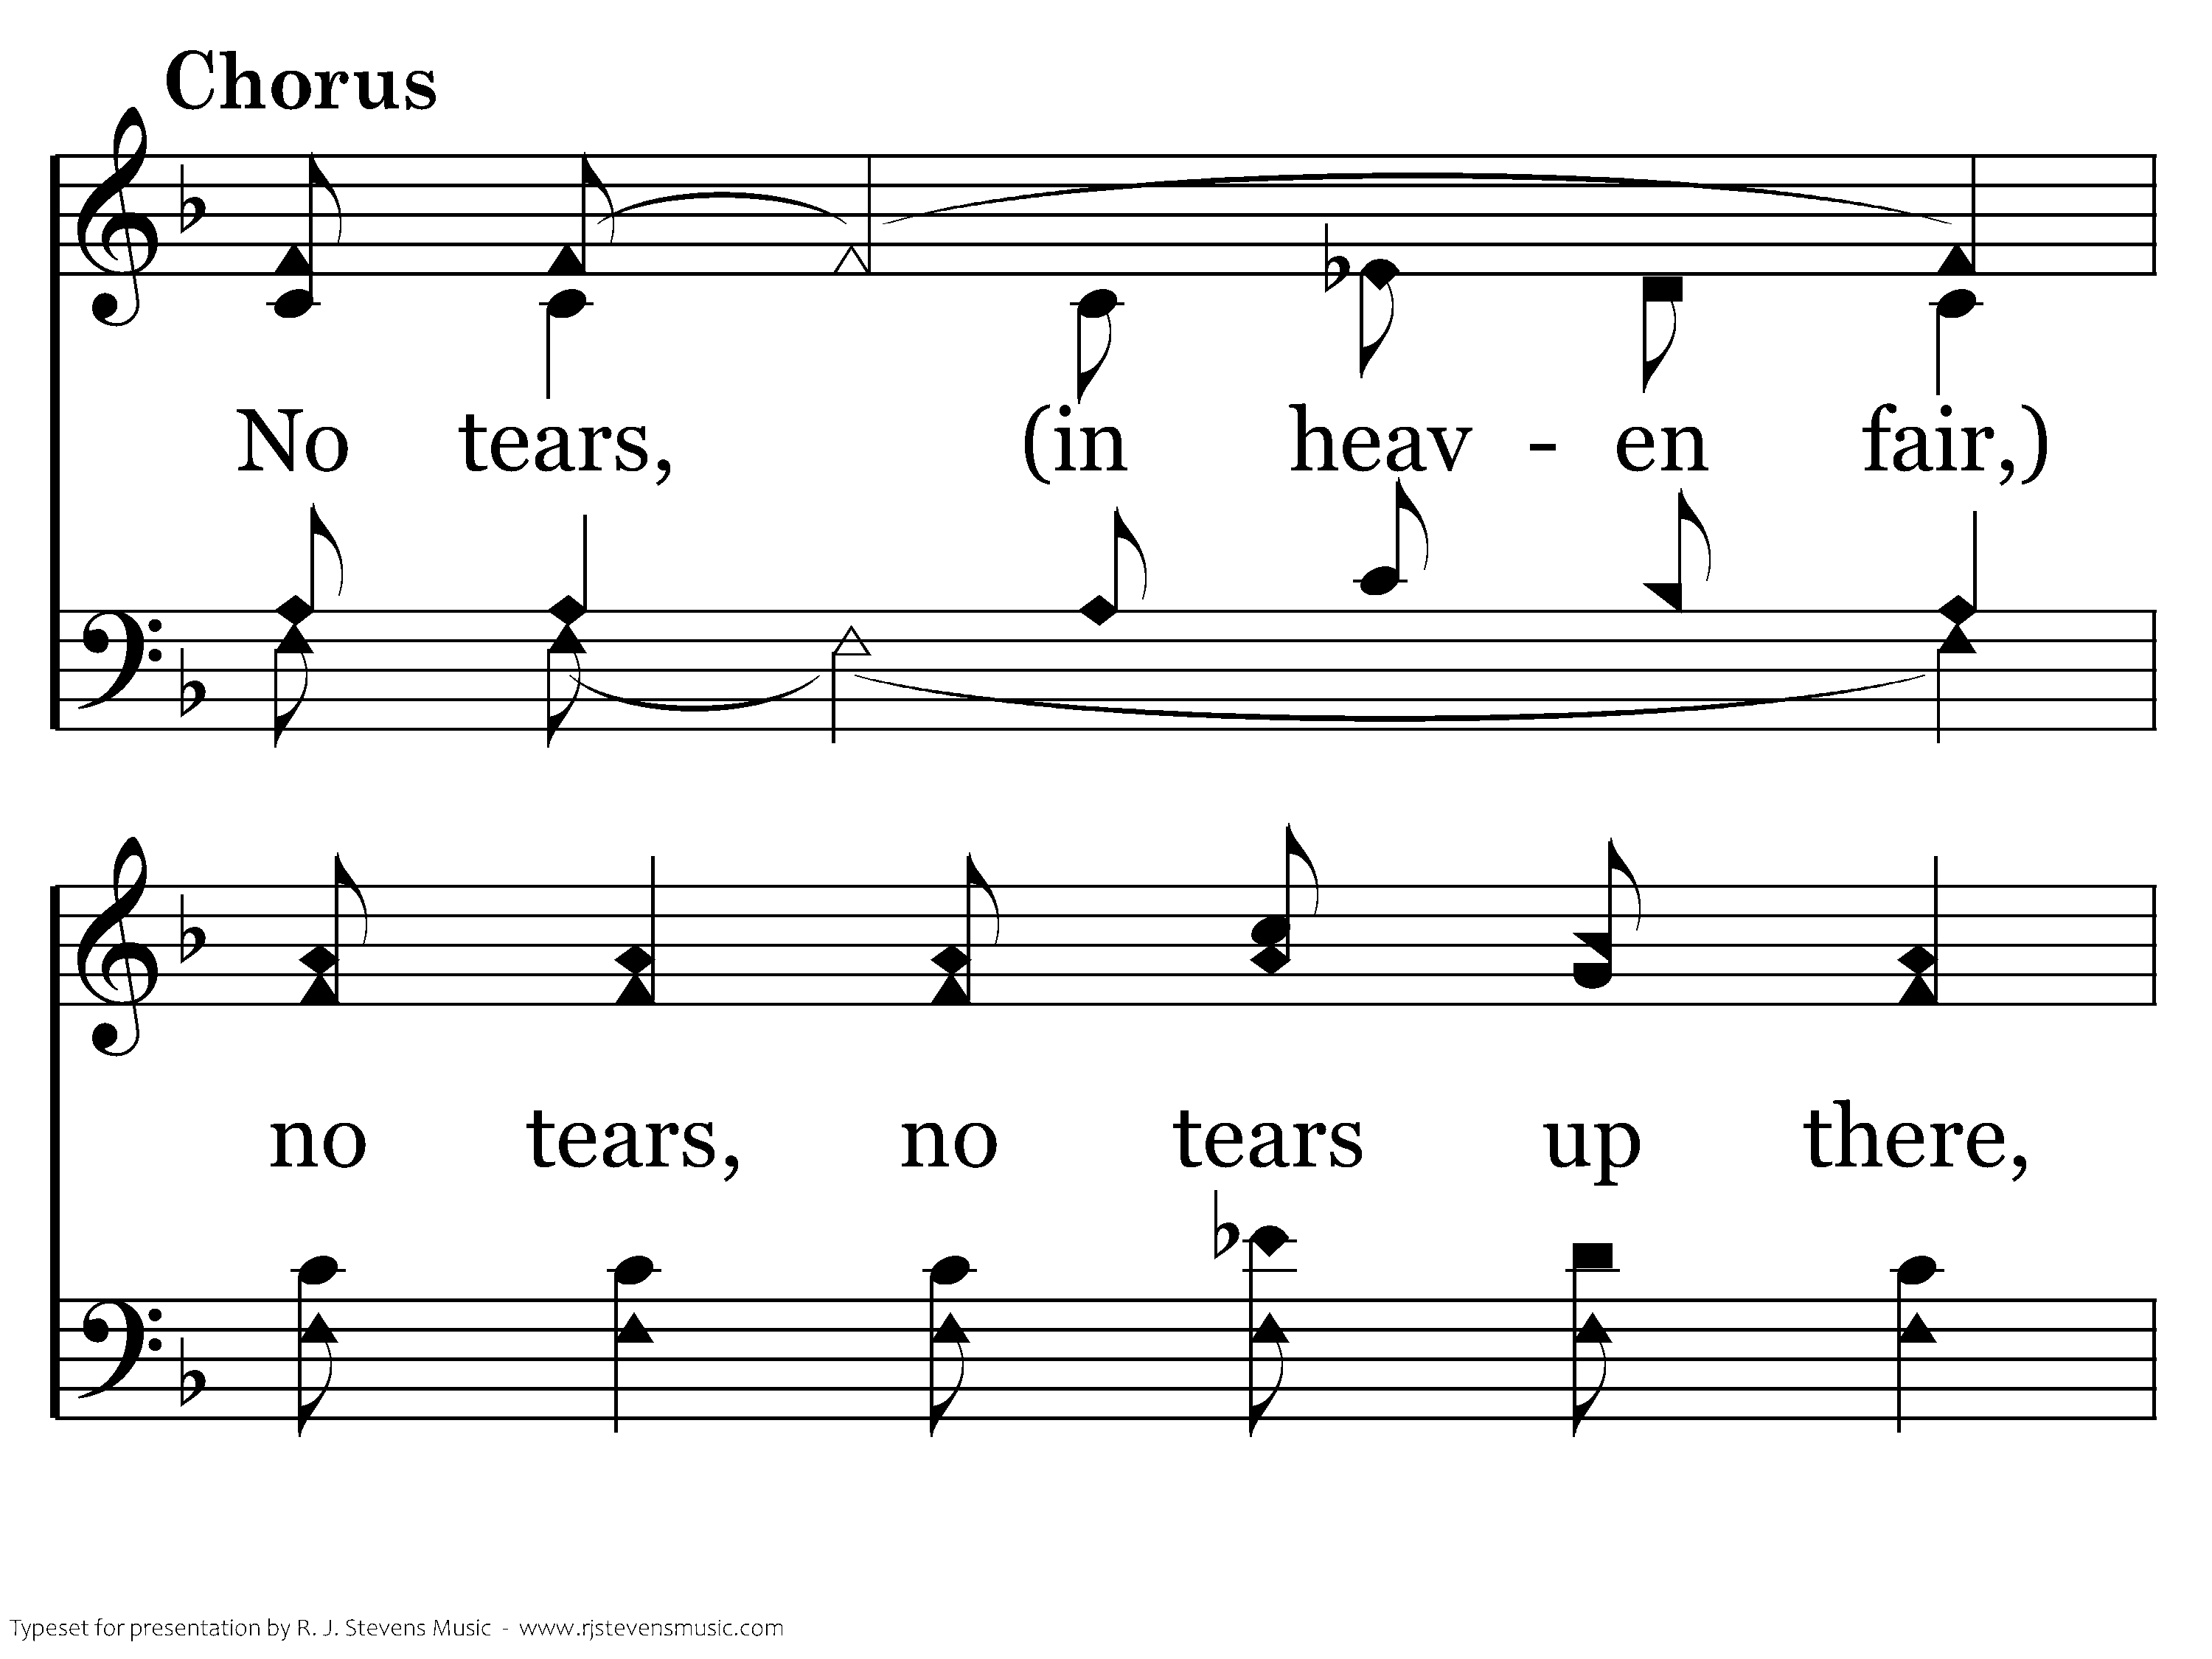 Chorus
No tears, (in heav - en fair,)
no tears, no tears up there,
Typeset for presentation by R. J. Stevens Music - www.rjstevensmusic.com